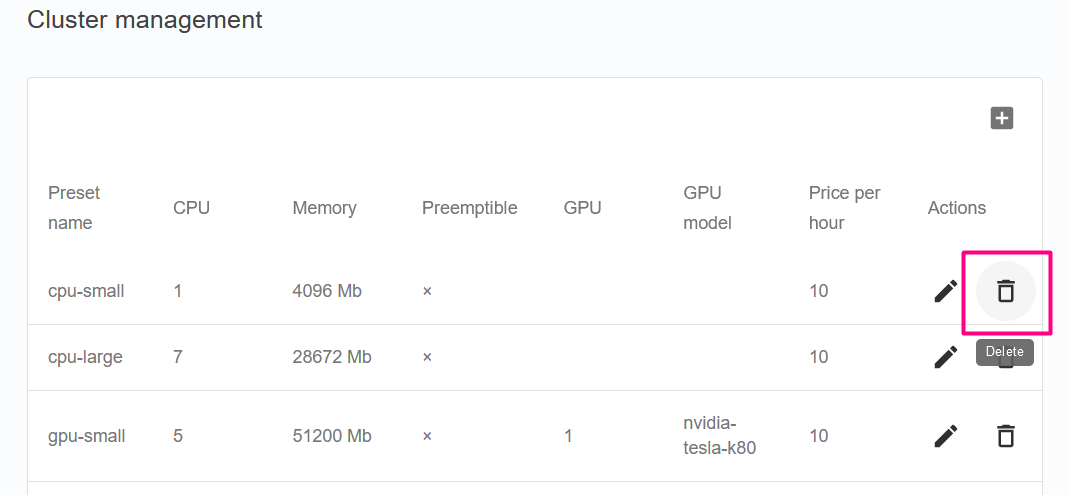 Cluster management
Preset name CPU Memory Preemptible GPU GPU model Price per hour Actions
cpu-small 1 4096 Mb × 10
cpu-large 7 28672 Mb × 10
Delete
gpu-small 5 51200 Mb × 1 nvidia-tesla-k80 10